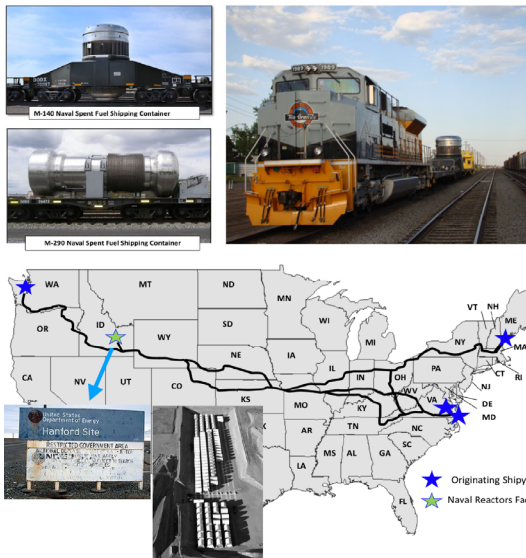 M-140 Naval Spent Fuel Shipping Container
M-290 Naval Spent Fuel Shipping Container
WA
MT
ND
MN
VT
NH
ME
OR
ID
WY
SD
WI
MI
NY
MA
CT
RI
CA
NV
UT
CO
NE
IA
IL
IN
OH
PA
NJ
DE
MD
WV
VA
KS
MO
KY
TN
NC
SC
AR
MS
AL
GA
LA
FL
United States
Department of Energy
Hanford Site
RESTRICTED GOVERNMENT AREA
Originating Shipy
Naval Reactors Fac